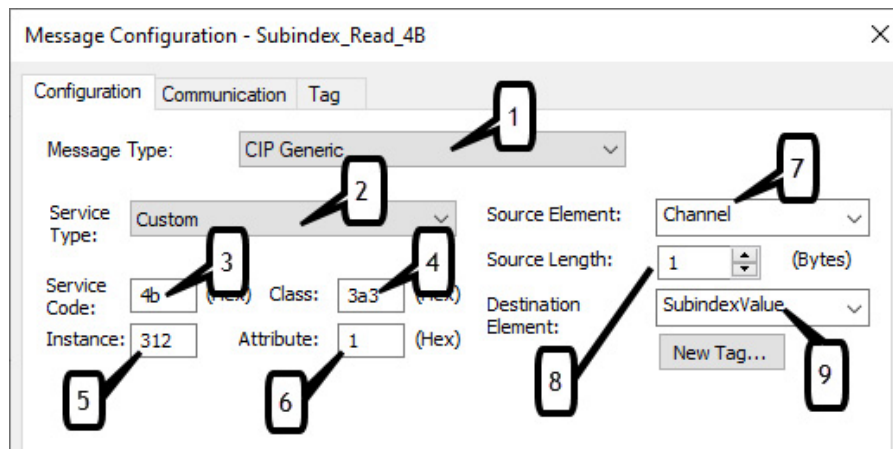 Message Configuration - Subindex_Read_4B
Configuration Communication Tag
1
Message Type: CIP Generic
7
2
Service Type: Custom Source Element: Channel
3 4
Source Length: 1 (Bytes)
Service Code: 4b (Hex) Class: 3a3 (Hex)
Destination Element: SubindexValue
Instance: 312 Attribute: 1 (Hex)
New Tag...
5 6 8 9